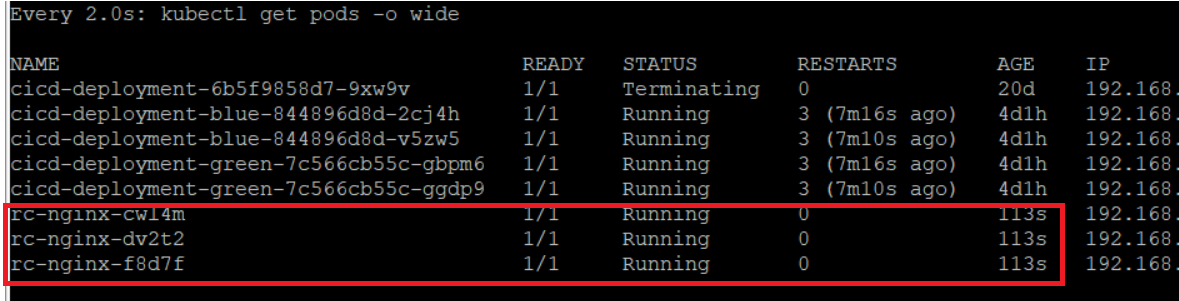 Every 2.0s: kubectl get pods -o wide
NAME READY STATUS RESTARTS AGE IP
cicd-deployment-6b5f9858d7-9xw9v 1/1 Terminating 0 20d 192.168.
cicd-deployment-blue-844896d8d-2cj4h 1/1 Running 3 (7m16s ago) 4d1h 192.168.
cicd-deployment-blue-844896d8d-v5zw5 1/1 Running 3 (7m10s ago) 4d1h 192.168.
cicd-deployment-green-7c566cb55c-gbpm6 1/1 Running 3 (7m16s ago) 4d1h 192.168.
cicd-deployment-green-7c566cb55c-ggdp9 1/1 Running 3 (7m10s ago) 4d1h 192.168.
rc-nginx-cwl4m 1/1 Running 0 113s 192.168.
rc-nginx-dv2t2 1/1 Running 0 113s 192.168.
rc-nginx-f8d7f 1/1 Running 0 113s 192.168.